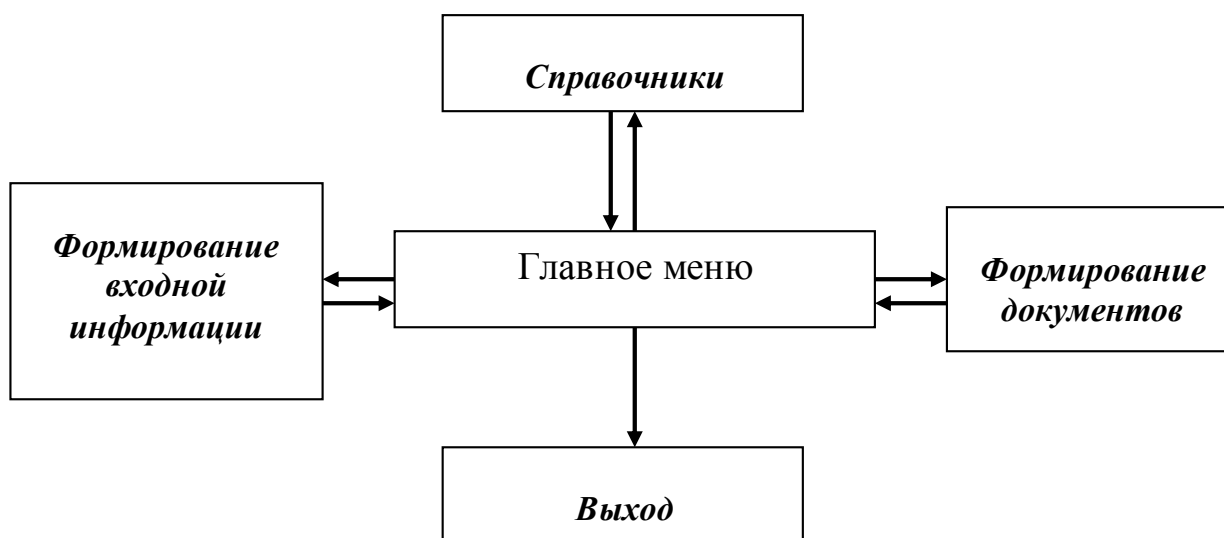 Справочники
Формирование
входной
информации
Главное меню
Формирование
документов
Выход